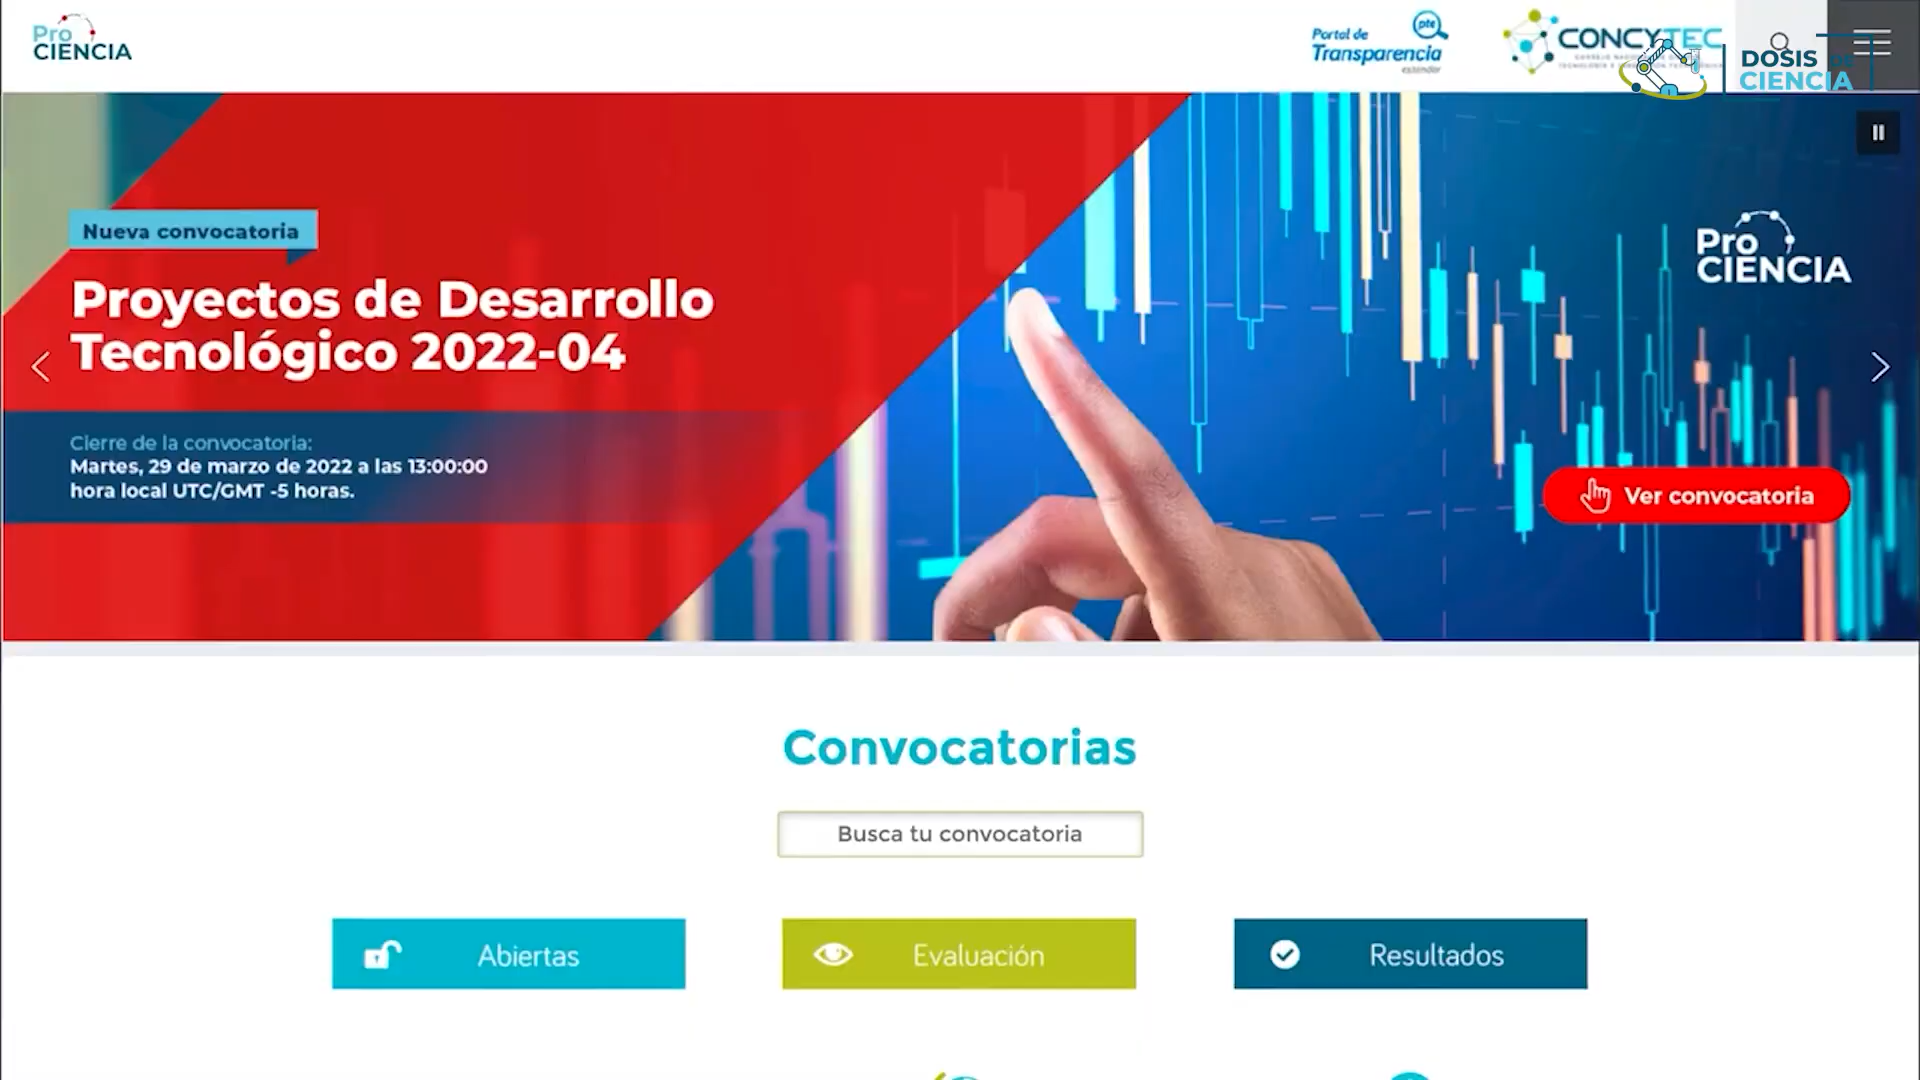 Pro
CIENCIA
Portal de
Transparencia
estandar
pte
CONCYTEC
DOSIS DE
CIENCIA
Nueva convocatoria
Proyectos de Desarrollo
Tecnológico 2022-04
Cierre de la convocatoria:
Martes, 29 de marzo de 2022 a las 13:00:00
hora local UTC/GMT -5 horas.
Pro
CIENCIA
Ver convocatoria
Convocatorias
Busca tu convocatoria
Abiertas
Evaluación
Resultados